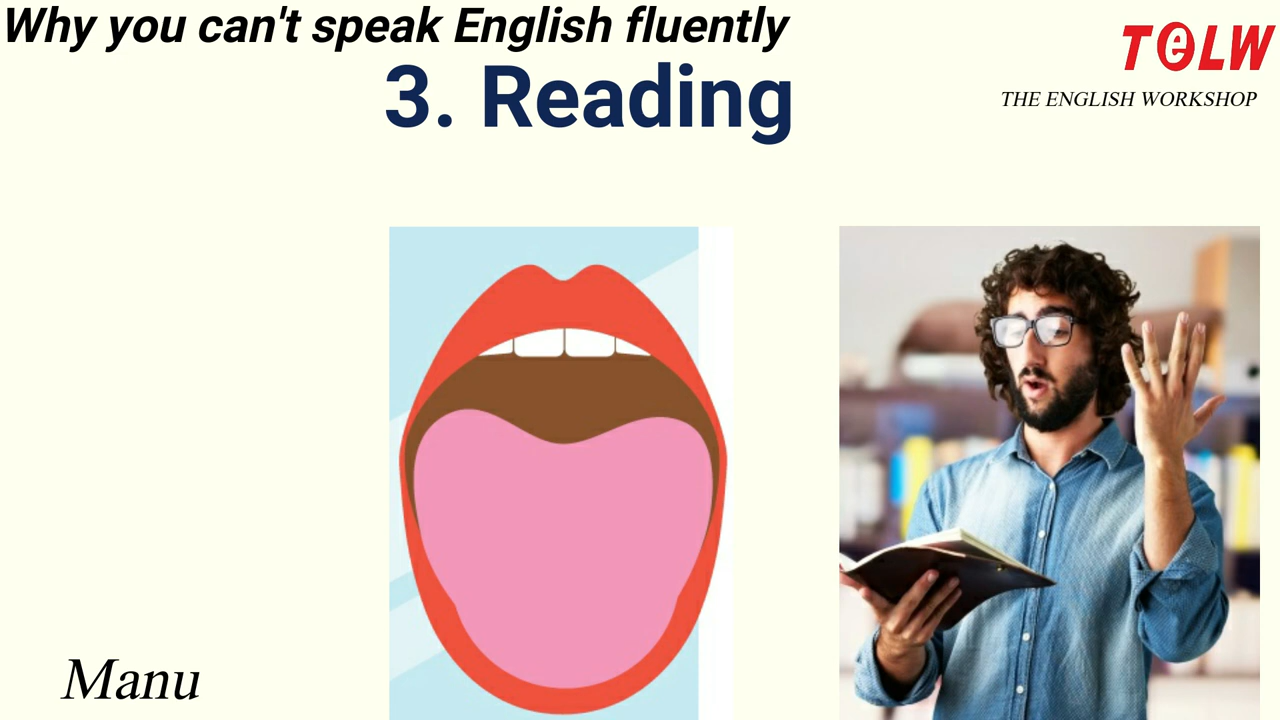 Why you can't speak English fluently
3. Reading
TeLW
THE ENGLISH WORKSHOP
Manu